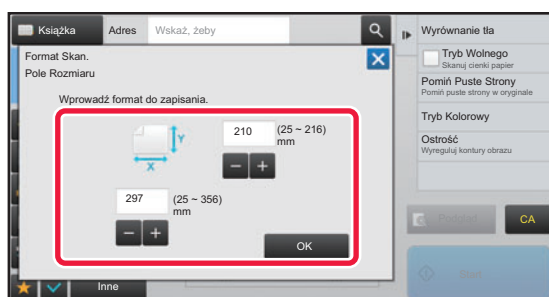 Książka
Adres
Wskaż, żeby
Format Skan.
Pole Rozmiaru
Wprowadź format do zapisania.
Y
X
210
(25 ~ 216)
mm
297
(25 ~ 356)
mm
OK
Inne
Wyrównanie tła
Tryb Wolnego
Skanuj cienki papier
Pomiń Puste Strony
Pomiń puste strony w oryginale
Tryb Kolorowy
Ostrość
Wyreguluj kontury obrazu
Podgląd
CA
Start